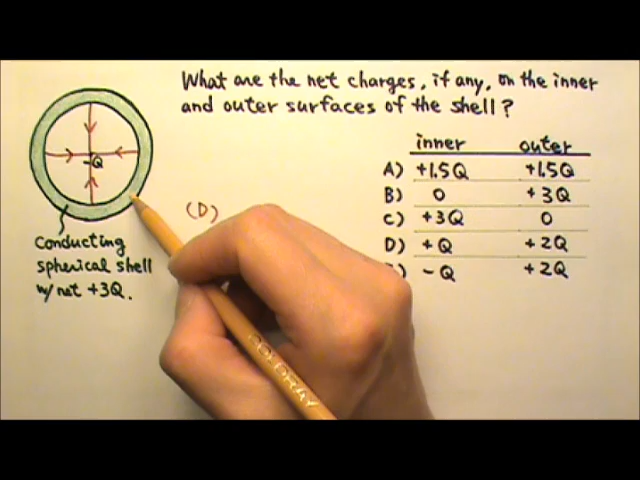 What are the net charges, if any, on the inner
and outer surfaces of the shell?
-Q
inner outer
A) +1.5Q +1.5Q
B) 0 +3Q
C) +3Q 0
D) +Q +2Q
) -Q +2Q
(D)
Conducting
spherical shell
w/ net +3Q.
COLORAY